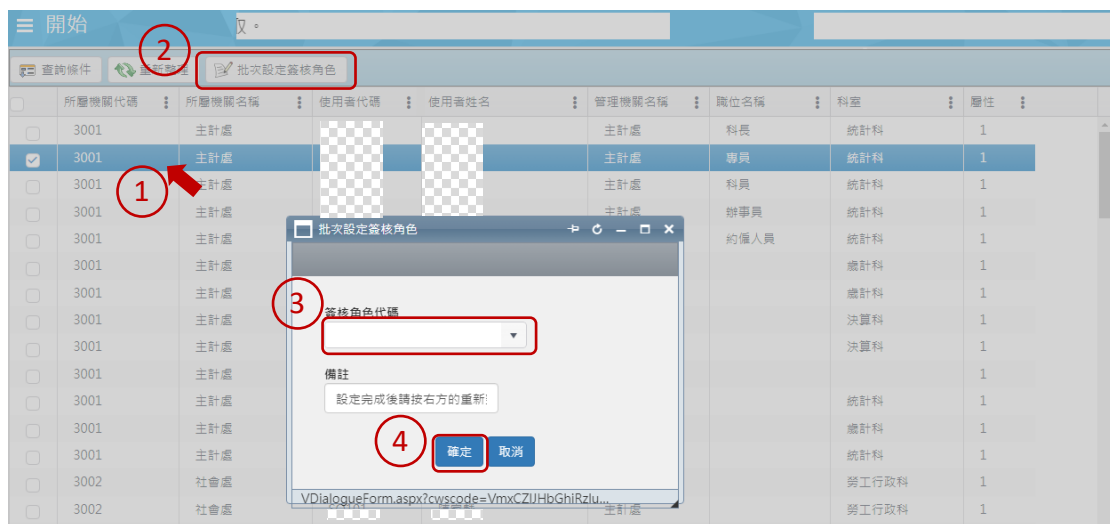 開始
取。
②
查詢條件 重新整理 批次設定簽核角色
所屬機關代碼 所屬機關名稱 使用者代碼 使用者姓名 管理機關名稱 職位名稱 科室 屬性
3001 主計處 主計處 科長 統計科 1
3001 主計處 主計處 專員 統計科 1
①
3001 主計處 主計處 科員 統計科 1
3001 主計處 主計處 辦事員 統計科 1
3001 主計處 約僱人員 統計科 1
3001 主計處 歲計科 1
3001 主計處 歲計科 1
3001 主計處 決算科 1
3001 主計處 決算科 1
3001 主計處 1
3001 主計處 統計科 1
3001 主計處 歲計科 1
3001 主計處 統計科 1
3002 社會處 勞工行政科 1
3002 社會處 主計處 勞工行政科 1
批次設定簽核角色
③
簽核角色代碼
備註
設定完成後請按右方的重新
④
確定 取消
VDialogueForm.aspx?cwscode=VmxCZlJHbGhiRzlu...